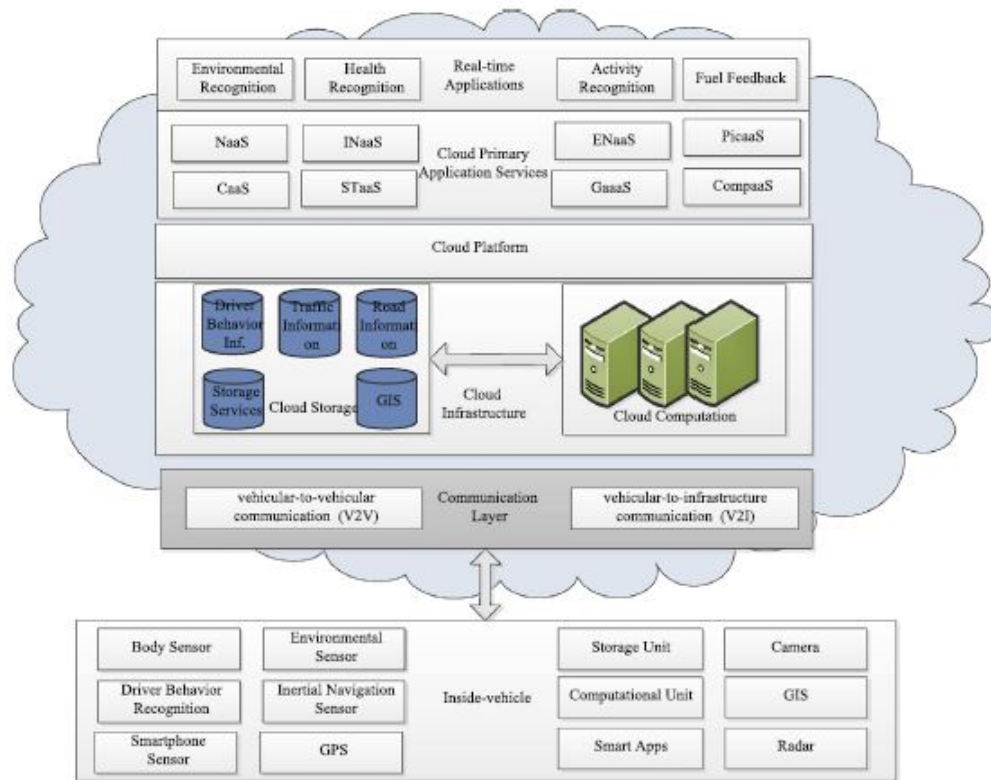 Environmental
Recognition
Health
Recognition
Real-time
Applications
Activity
Recognition
Fuel Feedback
NaaS
INaaS
ENaaS
PicaaS
Cloud Primary
Application Services
CaaS
STaaS
GaaaS
CompaaS
Cloud Platform
Driver
Behavior
Inf.
Traffic
Informati
on
Road
Informati
on
Storage
Services
Cloud Storage
GIS
Cloud
Infrastructure
Cloud Computation
vehicular-to-vehicular
communication (V2V)
Communication
Layer
vehicular-to-infrastructure
communication (V2I)
Body Sensor
Environmental
Sensor
Storage Unit
Camera
Driver Behavior
Recognition
Inertial Navigation
Sensor
Inside-vehicle
Computational Unit
GIS
Smartphone
Sensor
GPS
Smart Apps
Radar